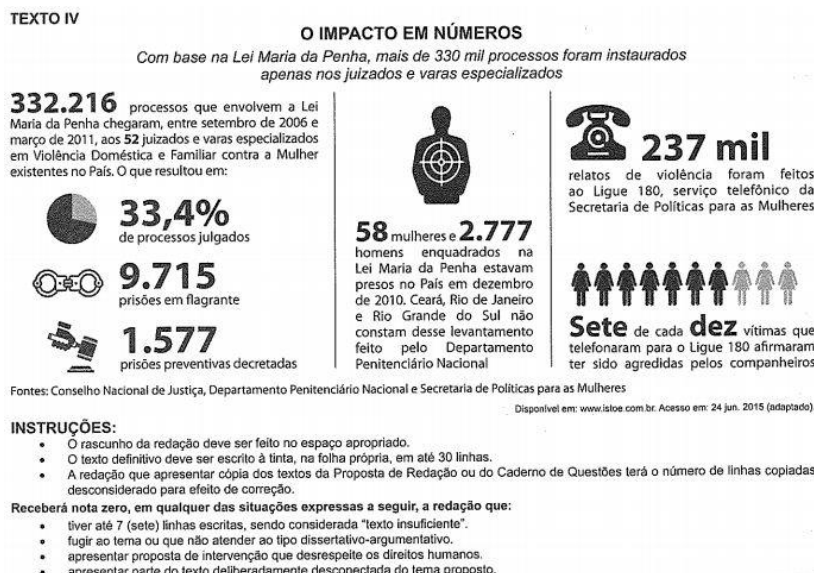 TEXTO IV
O IMPACTO EM NÚMEROS
Com base na Lei Maria da Penha, mais de 330 mil processos foram instaurados
apenas nos juizados e varas especializados
332.216 processos que envolvem a Lei
Maria da Penha chegaram, entre setembro de 2006 e
março de 2011, aos 52 juizados e varas especializados
em Violência Doméstica e Familiar contra a Mulher
existentes no País. O que resultou em:
33,4%
de processos julgados
9.715
prisões em flagrante
1.577
prisões preventivas decretadas
58 mulheres e 2.777
homens enquadrados na
Lei Maria da Penha estavam
presos no País em dezembro
de 2010. Ceará, Rio de Janeiro
e Rio Grande do Sul não
constam desse levantamento
feito pelo Departamento
Penitenciário Nacional
237 mil
relatos de violência foram feitos
ao Ligue 180, serviço telefônico da
Secretaria de Políticas para as Mulheres
Sete de cada dez vítimas que
telefonaram para o Ligue 180 afirmaram
ter sido agredidas pelos companheiros
Fontes: Conselho Nacional de Justiça, Departamento Penitenciário Nacional e Secretaria de Políticas para as Mulheres
Disponível em: www.istoe.com.br. Acesso em: 24 jun. 2015 (adaptado).
INSTRUÇÕES:
• O rascunho da redação deve ser feito no espaço apropriado.
• O texto definitivo deve ser escrito à tinta, na folha própria, em até 30 linhas.
• A redação que apresentar cópia dos textos da Proposta de Redação ou do Caderno de Questões terá o número de linhas copiadas
desconsiderado para efeito de correção.
Receberá nota zero, em qualquer das situações expressas a seguir, a redação que:
• tiver até 7 (sete) linhas escritas, sendo considerada "texto insuficiente".
• fugir ao tema ou que não atender ao tipo dissertativo-argumentativo.
• apresentar proposta de intervenção que desrespeite os direitos humanos.
• apresentar parte do texto deliberadamente desconectada do tema proposto.